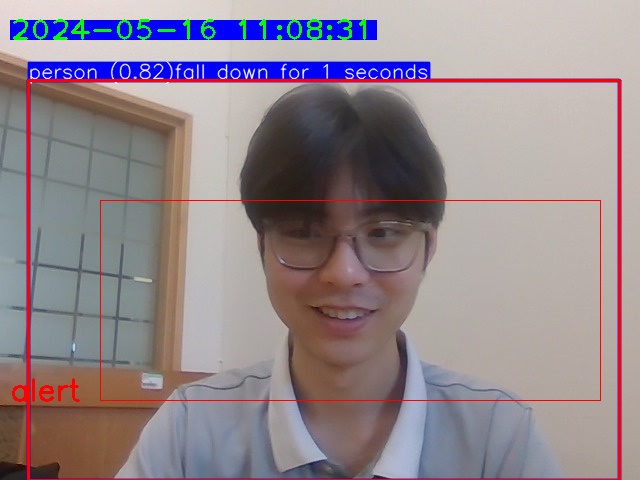 2024-05-16 11:08:31
person (0.82)fall down for 1 seconds
alert